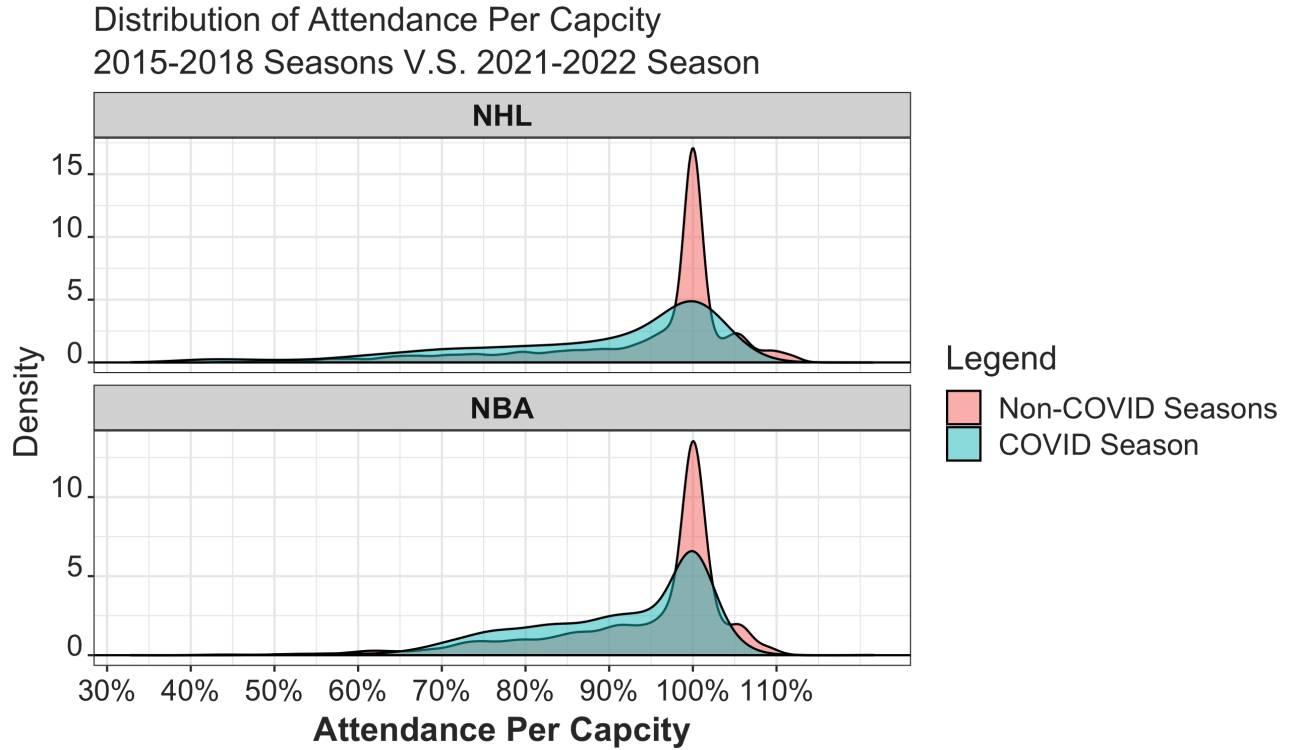 Distribution of Attendance Per Capcity
2015-2018 Seasons V.S. 2021-2022 Season
NHL
15
10
5
0
NBA
10
5
0
Density
30% 40% 50% 60% 70% 80% 90% 100% 110%
Attendance Per Capcity
Legend
Non-COVID Seasons
COVID Season